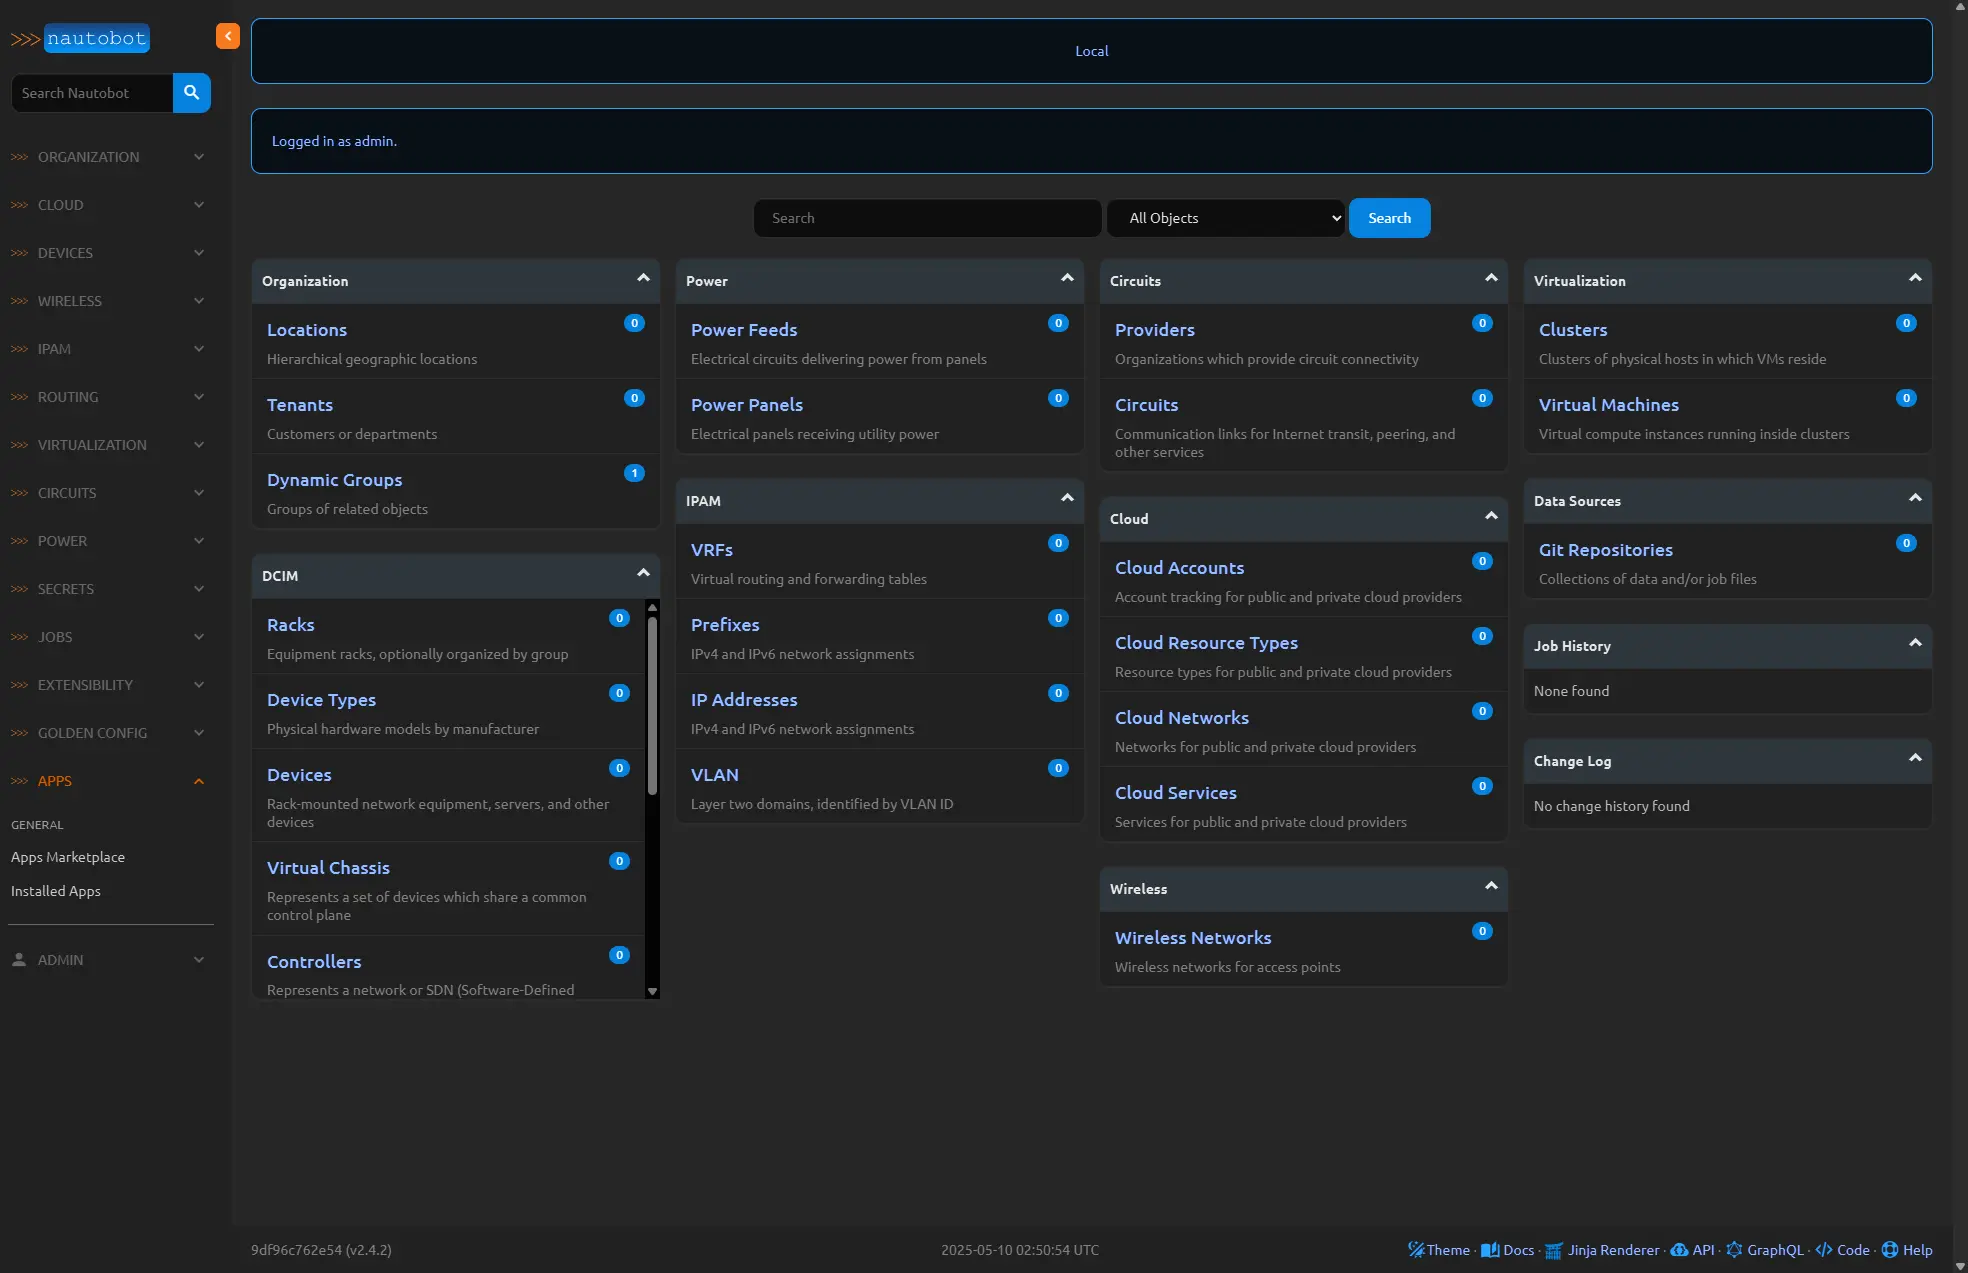 >>> nautobot
Search Nautobot
>>> ORGANIZATION
>>> CLOUD
>>> DEVICES
>>> WIRELESS
>>> IPAM
>>> ROUTING
>>> VIRTUALIZATION
>>> CIRCUITS
>>> POWER
>>> SECRETS
>>> JOBS
>>> EXTENSIBILITY
>>> GOLDEN CONFIG
>>> APPS
GENERAL
Apps Marketplace
Installed Apps
ADMIN
Local
Logged in as admin.
Search
All Objects
Search
Organization
Locations 0
Hierarchical geographic locations
Tenants 0
Customers or departments
Dynamic Groups 1
Groups of related objects
DCIM
Racks 0
Equipment racks, optionally organized by group
Device Types 0
Physical hardware models by manufacturer
Devices 0
Rack-mounted network equipment, servers, and other
devices
Virtual Chassis 0
Represents a set of devices which share a common
control plane
Controllers 0
Represents a network or SDN (Software-Defined
Power
Power Feeds 0
Electrical circuits delivering power from panels
Power Panels 0
Electrical panels receiving utility power
IPAM
VRFs 0
Virtual routing and forwarding tables
Prefixes 0
IPv4 and IPv6 network assignments
IP Addresses 0
IPv4 and IPv6 network assignments
VLAN 0
Layer two domains, identified by VLAN ID
Circuits
Providers 0
Organizations which provide circuit connectivity
Circuits 0
Communication links for Internet transit, peering, and
other services
Cloud
Cloud Accounts 0
Account tracking for public and private cloud providers
Cloud Resource Types 0
Resource types for public and private cloud providers
Cloud Networks 0
Networks for public and private cloud providers
Cloud Services 0
Services for public and private cloud providers
Wireless
Wireless Networks 0
Wireless networks for access points
Virtualization
Clusters 0
Clusters of physical hosts in which VMs reside
Virtual Machines 0
Virtual compute instances running inside clusters
Data Sources
Git Repositories 0
Collections of data and/or job files
Job History
None found
Change Log
No change history found
9df96c762e54 (v2.4.2)
2025-05-10 02:50:54 UTC
Theme · Docs · Jinja Renderer · API · GraphQL · Code · Help